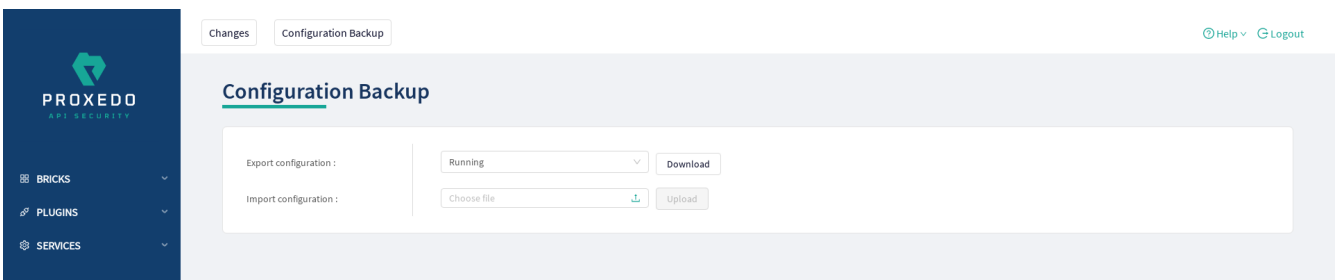 Changes
Configuration Backup
Help
Logout
PROXEDO
API SECURITY
BRICKS
PLUGINS
SERVICES
Configuration Backup
Export configuration :
Running
Download
Import configuration :
Choose file
Upload